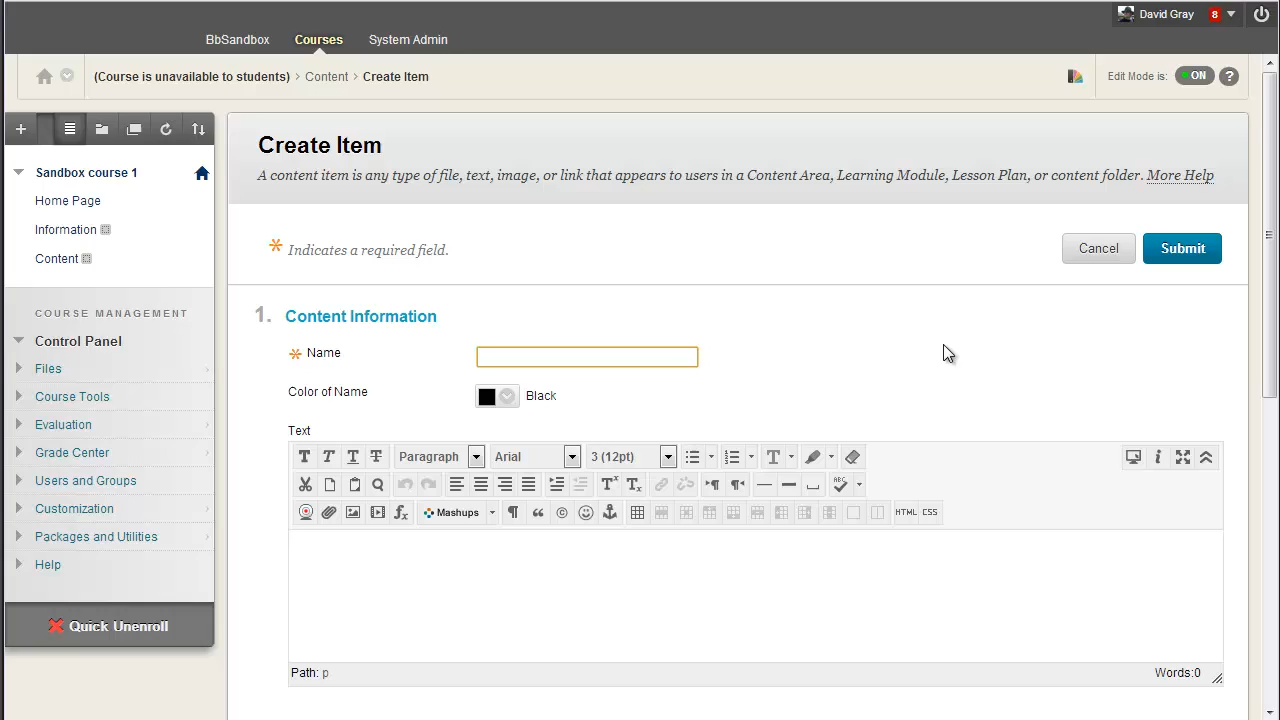 David Gray 8
BbSandbox Courses System Admin
(Course is unavailable to students) > Content > Create Item Edit Mode is: ON ?
Sandbox course 1
Home Page
Information
Content
COURSE MANAGEMENT
Control Panel
Files
Course Tools
Evaluation
Grade Center
Users and Groups
Customization
Packages and Utilities
Help
Quick Unenroll
Create Item
A content item is any type of file, text, image, or link that appears to users in a Content Area, Learning Module, Lesson Plan, or content folder. More Help
Indicates a required field.
Cancel Submit
1. Content Information
Name
Color of Name Black
Text
T T T T Paragraph Arial 3 (12pt) T
ABC
Mashups HTML CSS
Path: p Words:0